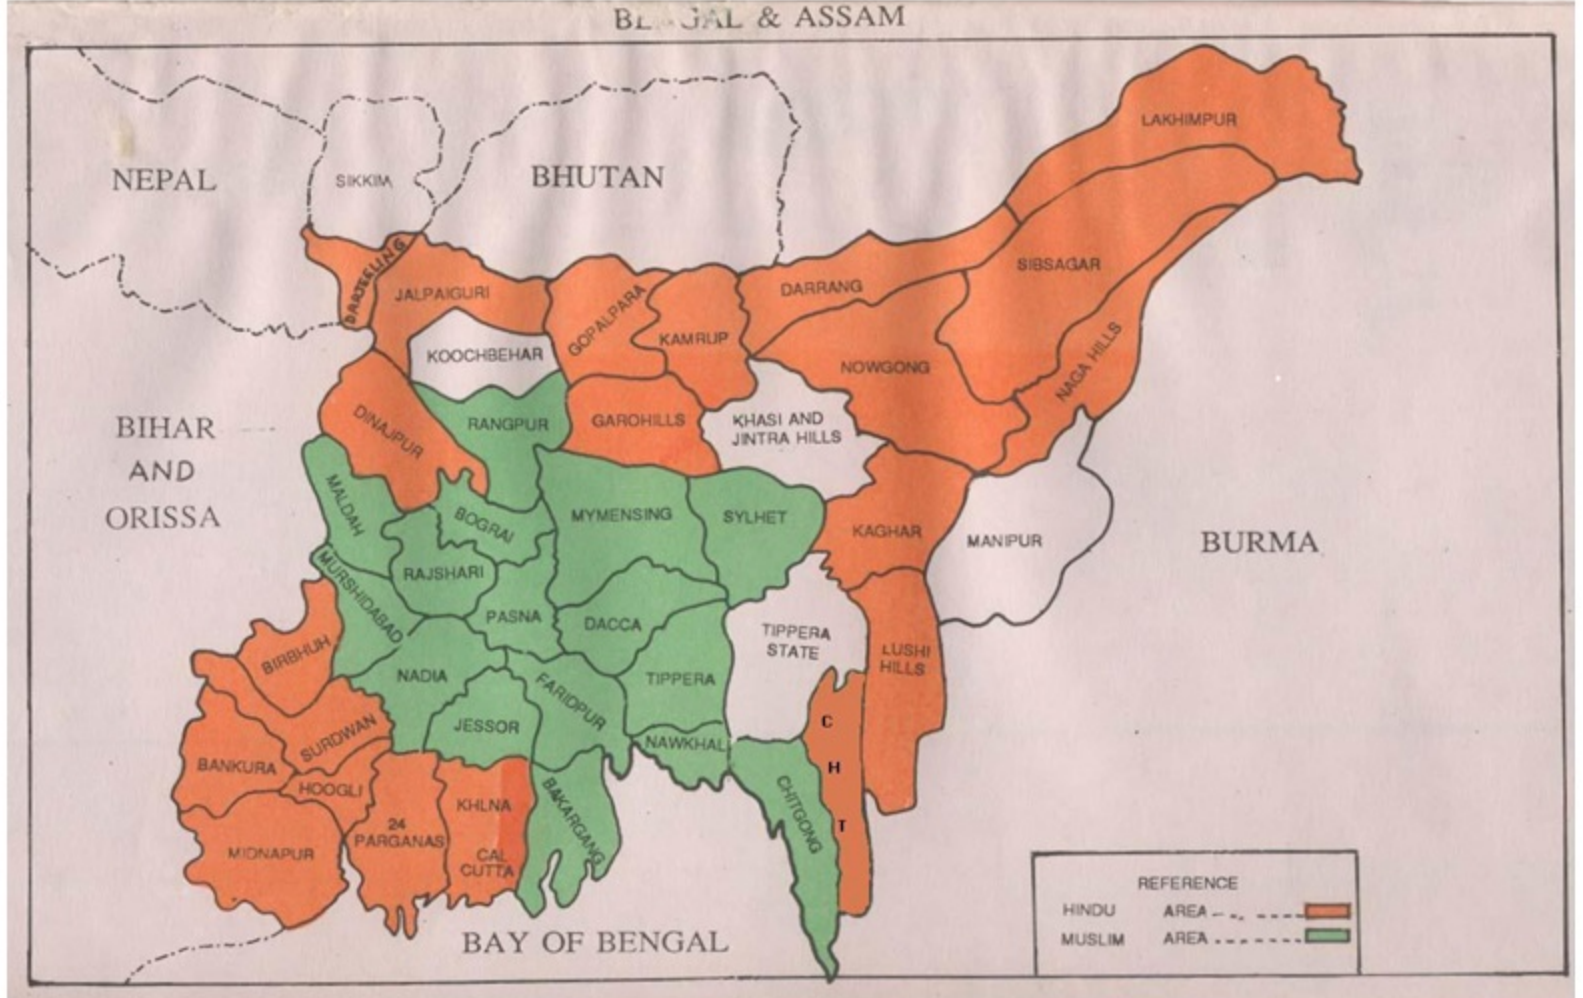 BENGAL & ASSAM
NEPAL
SIKKIM
BHUTAN
LAKHIMPUR
DARJEELING
JALPAIGURI
GOPALPARA
KAMRUP
DARRANG
SIBSAGAR
KOOCHBEHAR
NOWGONG
NAGA HILLS
BIHAR
AND
ORISSA
DINAJPUR
RANGPUR
GAROHILLS
KHASI AND
JINTRA HILLS
MALDAH
BOGRAI
MYMENSING
SYLHET
KAGHAR
MANIPUR
BURMA
RAJSHARI
MURSHIDABAD
PASNA
DACCA
TIPPERA
STATE
LUSHI
HILLS
BIRBHUH
NADIA
FARIDPUR
TIPPERA
SURDWAN
JESSOR
NAWKHAL
BANKURA
HOOGLI
24
PARGANAS
KHLNA
CAL
CUTTA
BAKARGANG
CHITGONG
C
H
T
MIDNAPUR
BAY OF BENGAL
REFERENCE
HINDU AREA
MUSLIM AREA